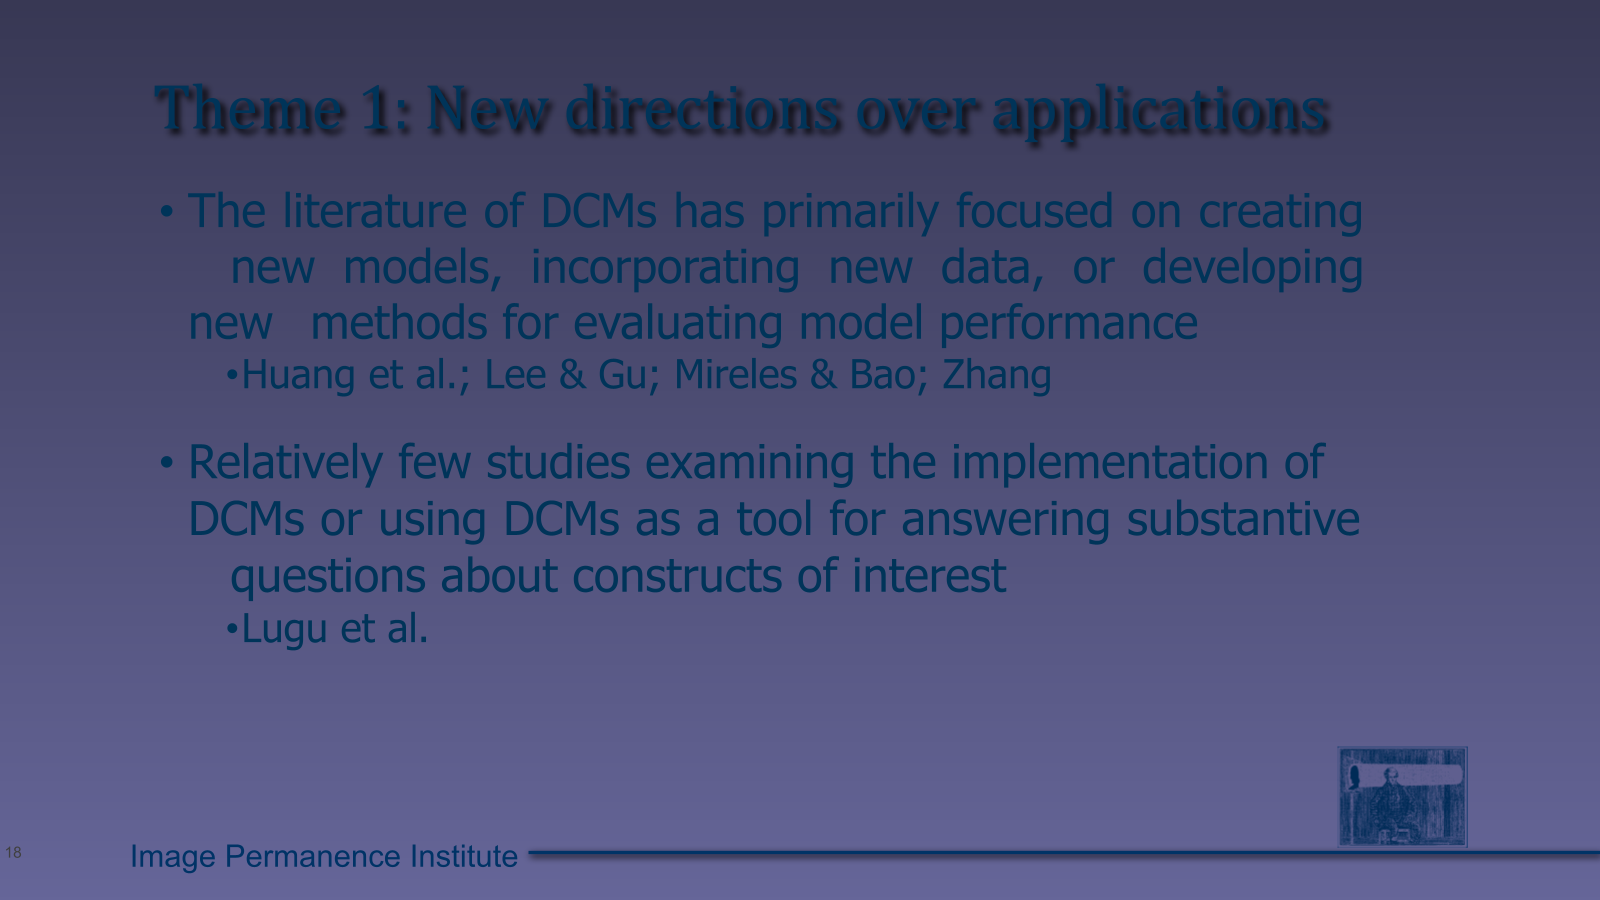 Theme 1: New directions over applications
• The literature of DCMs has primarily focused on creating
new models, incorporating new data, or developing
new methods for evaluating model performance
•Huang et al.; Lee & Gu; Mireles & Bao; Zhang
• Relatively few studies examining the implementation of
DCMs or using DCMs as a tool for answering substantive
questions about constructs of interest
•Lugu et al.
18
Image Permanence Institute